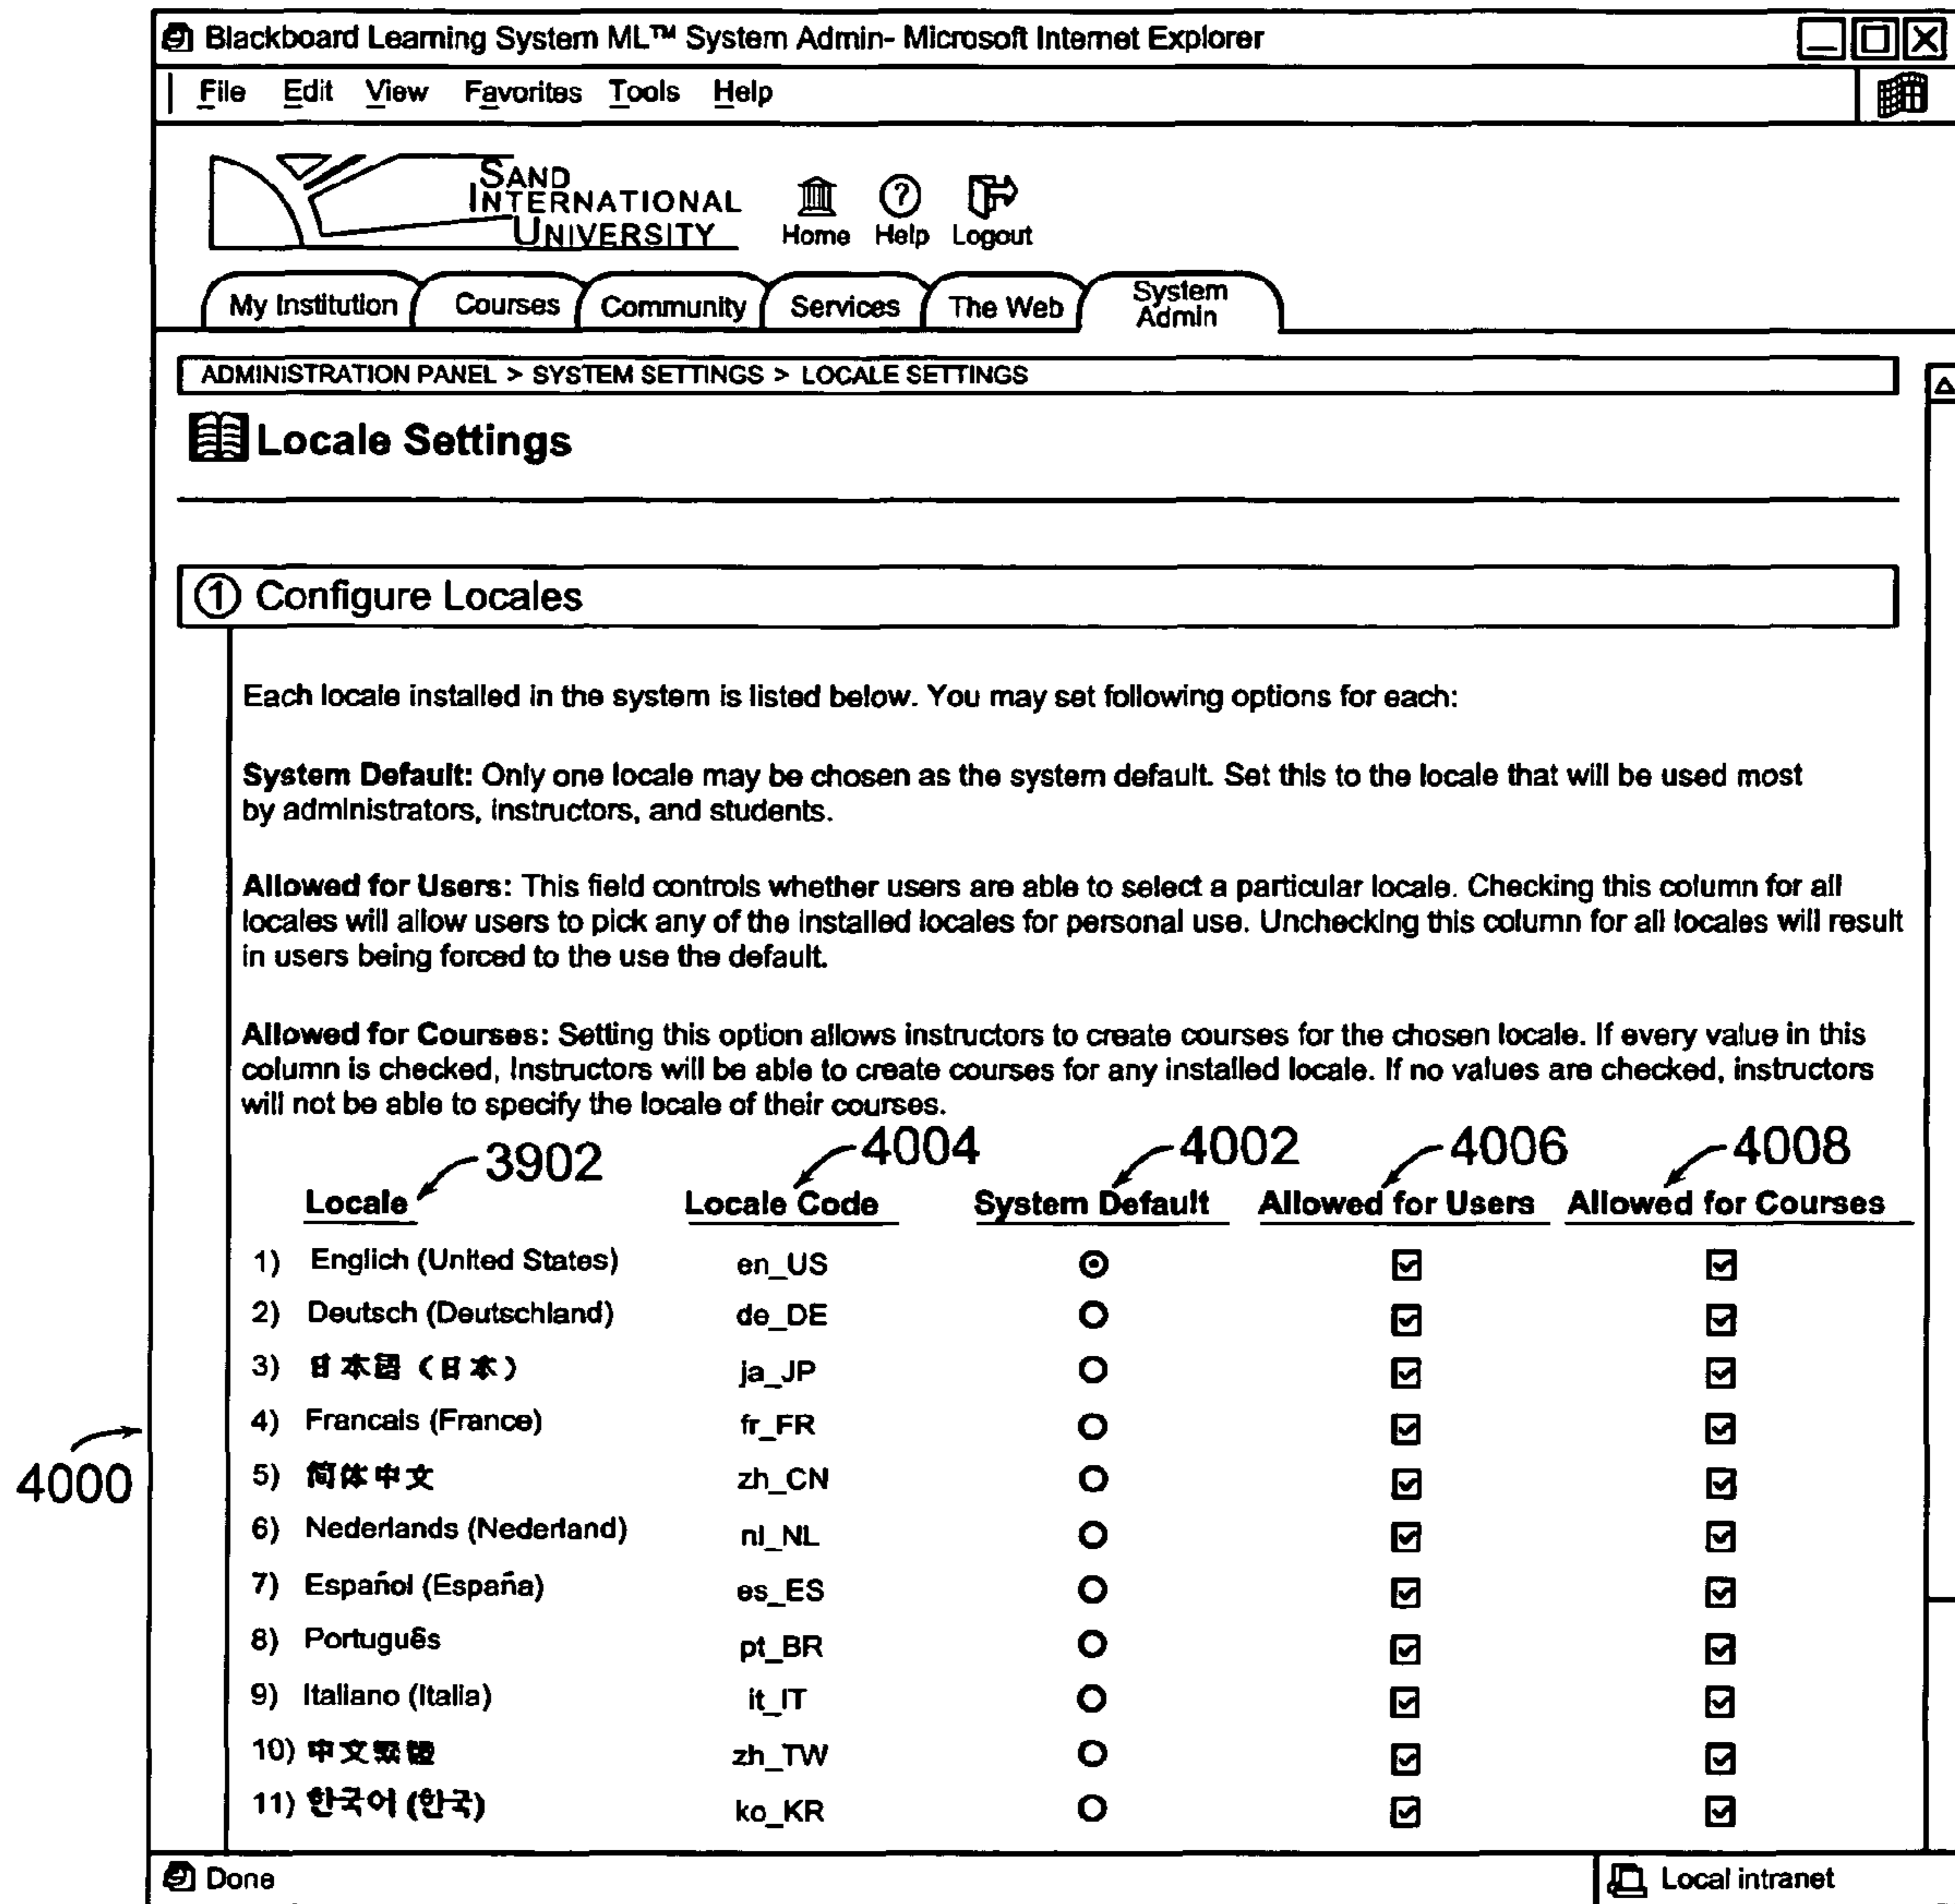 Blackboard Learning System ML™ System Admin- Microsoft Internet Explorer
File Edit View Favorites Tools Help
SAND
INTERNATIONAL
UNIVERSITY
Home Help Logout
My Institution Courses Community Services The Web System Admin
ADMINISTRATION PANEL > SYSTEM SETTINGS > LOCALE SETTINGS
Locale Settings
1 Configure Locales
Each locale installed in the system is listed below. You may set following options for each:
System Default: Only one locale may be chosen as the system default. Set this to the locale that will be used most
by administrators, instructors, and students.
Allowed for Users: This field controls whether users are able to select a particular locale. Checking this column for all
locales will allow users to pick any of the installed locales for personal use. Unchecking this column for all locales will result
in users being forced to the use the default.
Allowed for Courses: Setting this option allows instructors to create courses for the chosen locale. If every value in this
column is checked, Instructors will be able to create courses for any installed locale. If no values are checked, instructors
will not be able to specify the locale of their courses.
3902 4004 4002 4006 4008
Locale Locale Code System Default Allowed for Users Allowed for Courses
1) Englich (United States) en_US
2) Deutsch (Deutschland) de_DE
3) 日本語（日本） ja_JP
4) Francais (France) fr_FR
4000
5) 简体中文 zh_CN
6) Nederlands (Nederland) nl_NL
7) Español (España) es_ES
8) Português pt_BR
9) Italiano (Italia) it_IT
10) 中文繁體 zh_TW
11) 한국어 (한국) ko_KR
Done Local intranet